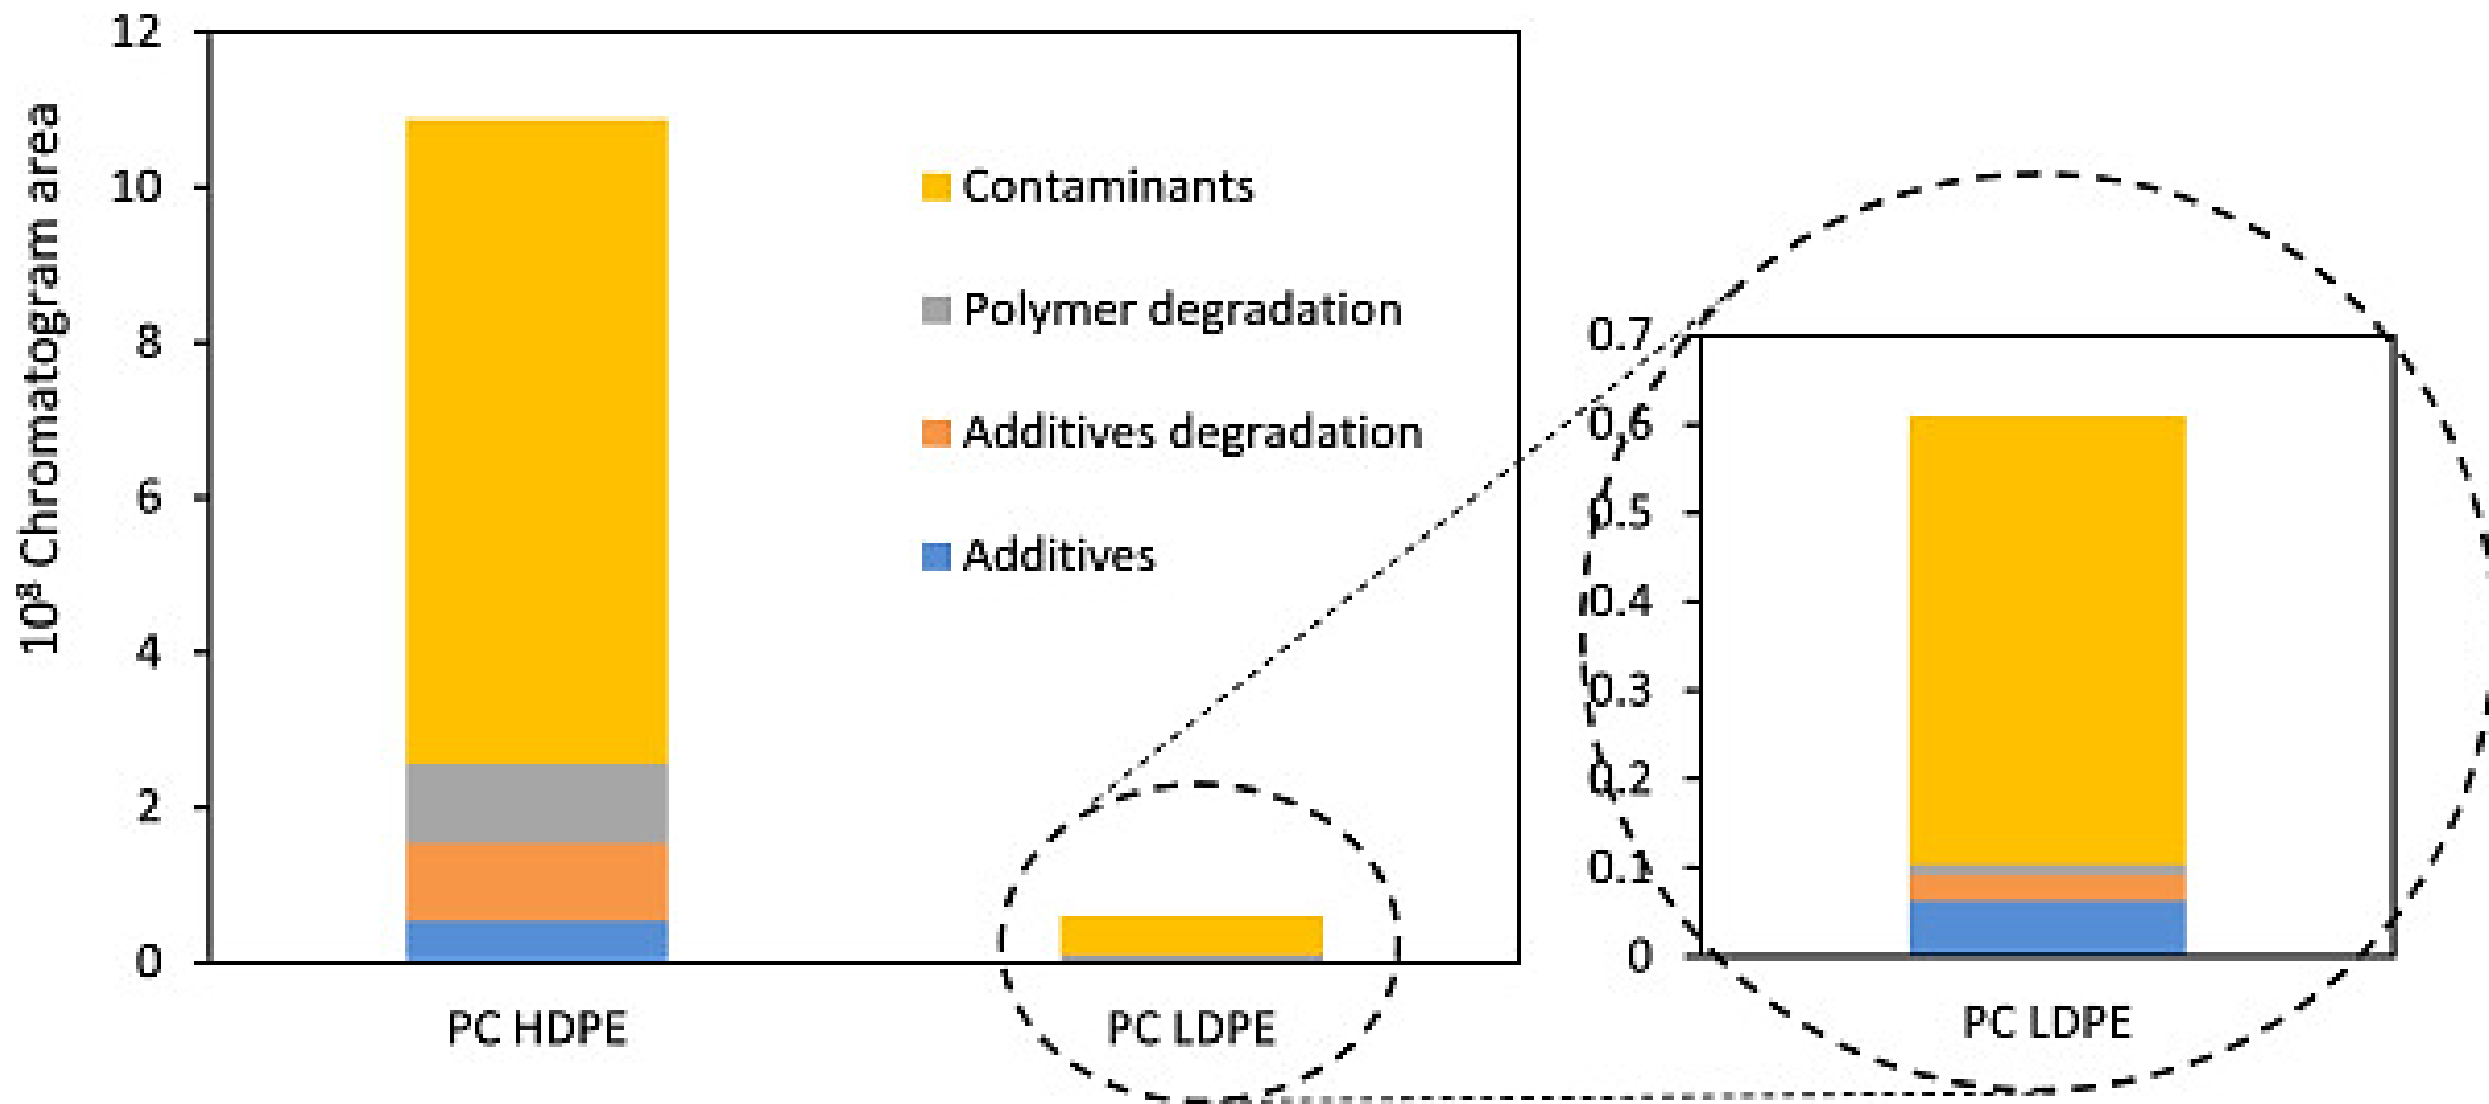 10⁸ Chromatogram area
12
10
8
6
4
2
0
PC HDPE
PC LDPE
Contaminants
Polymer degradation
Additives degradation
Additives
0.7
0.6
0.5
0.4
0.3
0.2
0.1
0
PC LDPE